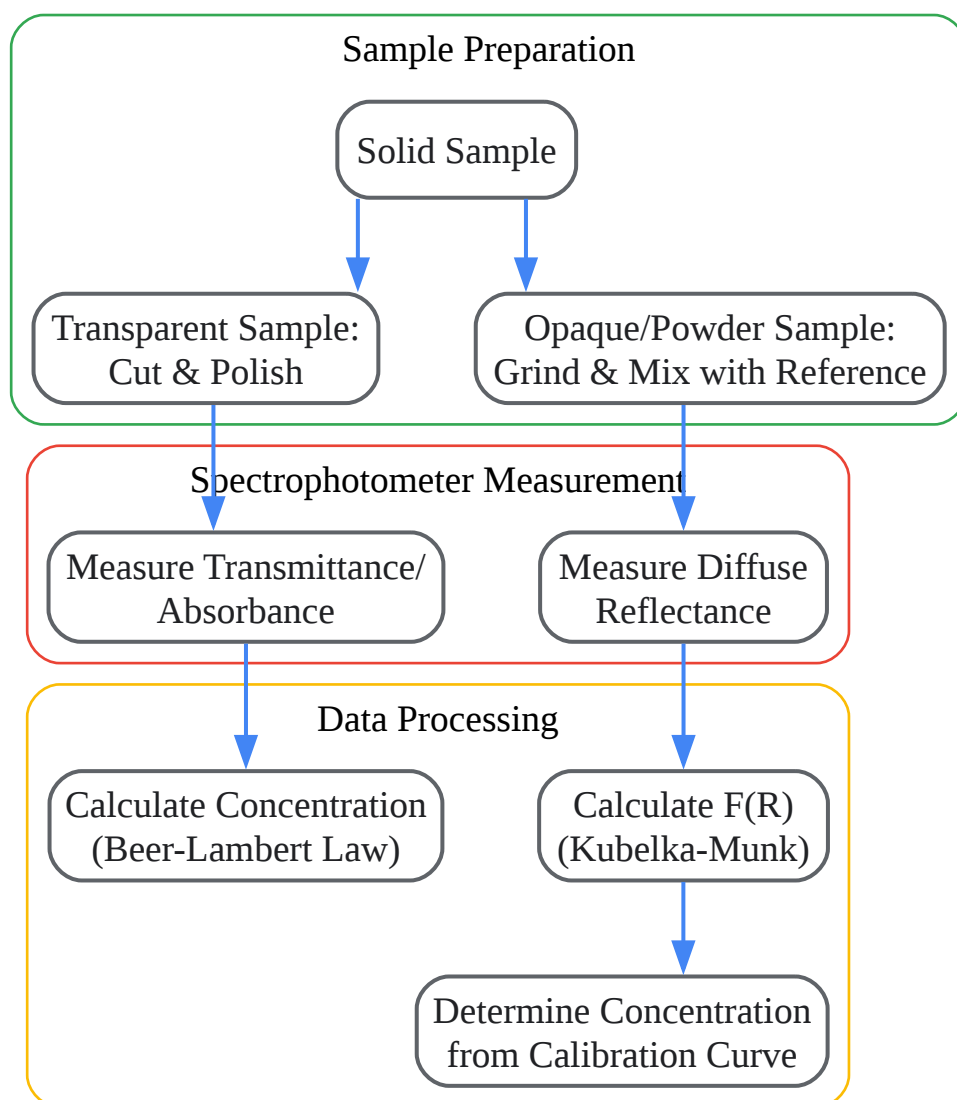 Sample Preparation
Solid Sample
Transparent Sample:
Cut & Polish
Opaque/Powder Sample:
Grind & Mix with Reference
Spectrophotometer Measurement
Measure Transmittance/
Absorbance
Measure Diffuse
Reflectance
Data Processing
Calculate Concentration
(Beer-Lambert Law)
Calculate F(R)
(Kubelka-Munk)
Determine Concentration
from Calibration Curve